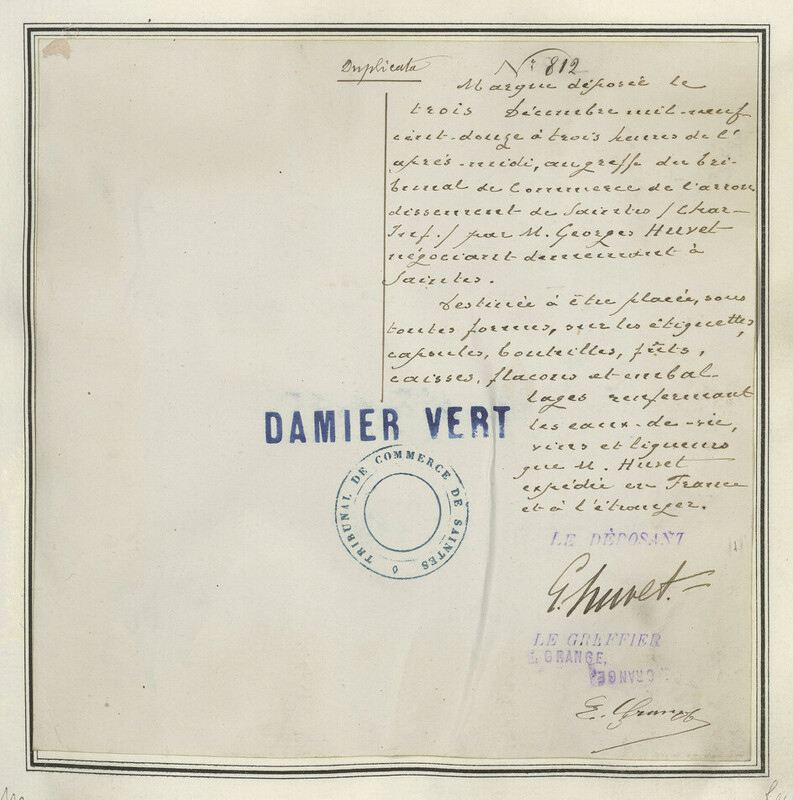 Duplicata
N° 812
Marque déposée le
trois Décembre mil-neuf-
cent-douze à trois heures de l'
après-midi, au greffe du Tri-
bunal de Commerce de l'arron
dissement de Saintes / Char-
Inf. / par M. Georges Huvet
négociant demeurant à
Saintes.
Destinée à être placée, sous
toutes formes, sur les étiquettes,
capsules, bouteilles, fûts,
caisses, flacons et embal-
lages renfermant
les eaux-de-vie,
vins et liqueurs
que M. Huvet
expédie en France
et à l'étranger.
DAMIER VERT
TRIBUNAL DE COMMERCE DE SAINTES
LE DÉPOSANT
G. Huvet.
LE GREFFIER
E. GRANGE,
GRANGE
E. Grange